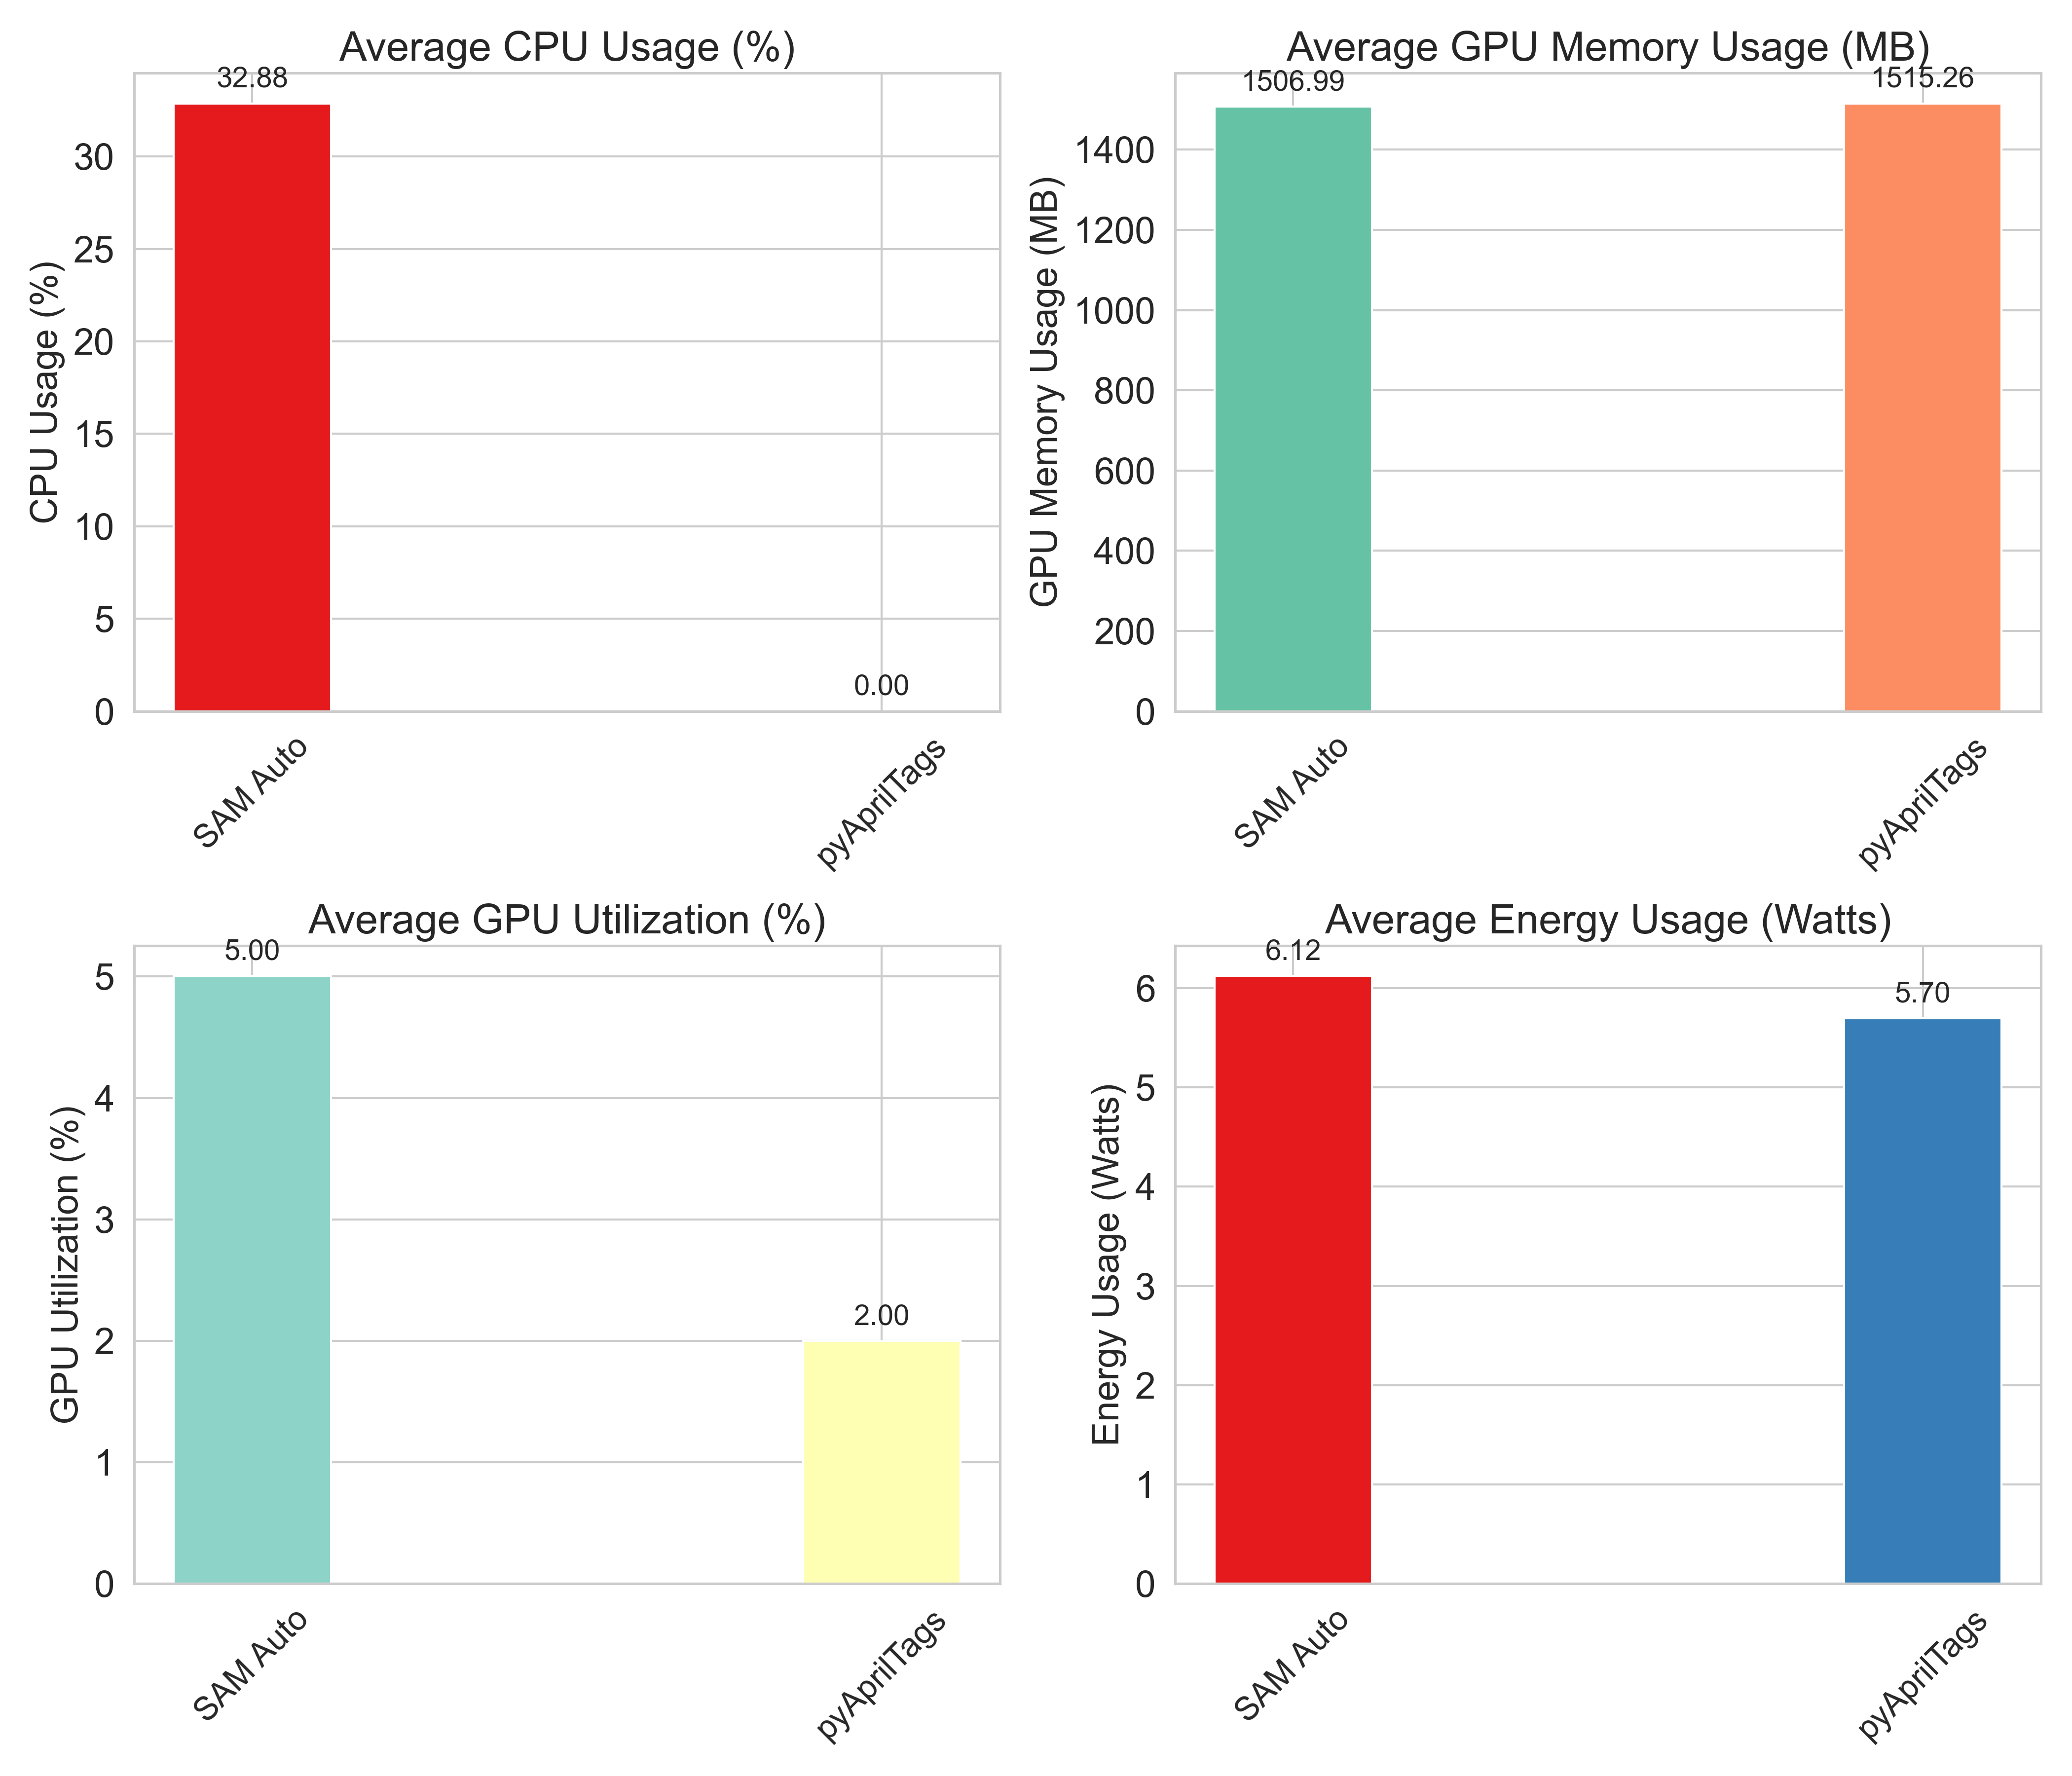 Average CPU Usage (%)
32.88
0.00
30
25
20
15
10
5
0
CPU Usage (%)
SAM Auto
pyAprilTags
Average GPU Memory Usage (MB)
1506.99
1515.26
1400
1200
1000
800
600
400
200
0
GPU Memory Usage (MB)
SAM Auto
pyAprilTags
Average GPU Utilization (%)
5.00
2.00
5
4
3
2
1
0
GPU Utilization (%)
SAM Auto
pyAprilTags
Average Energy Usage (Watts)
6.12
5.70
6
5
4
3
2
1
0
Energy Usage (Watts)
SAM Auto
pyAprilTags